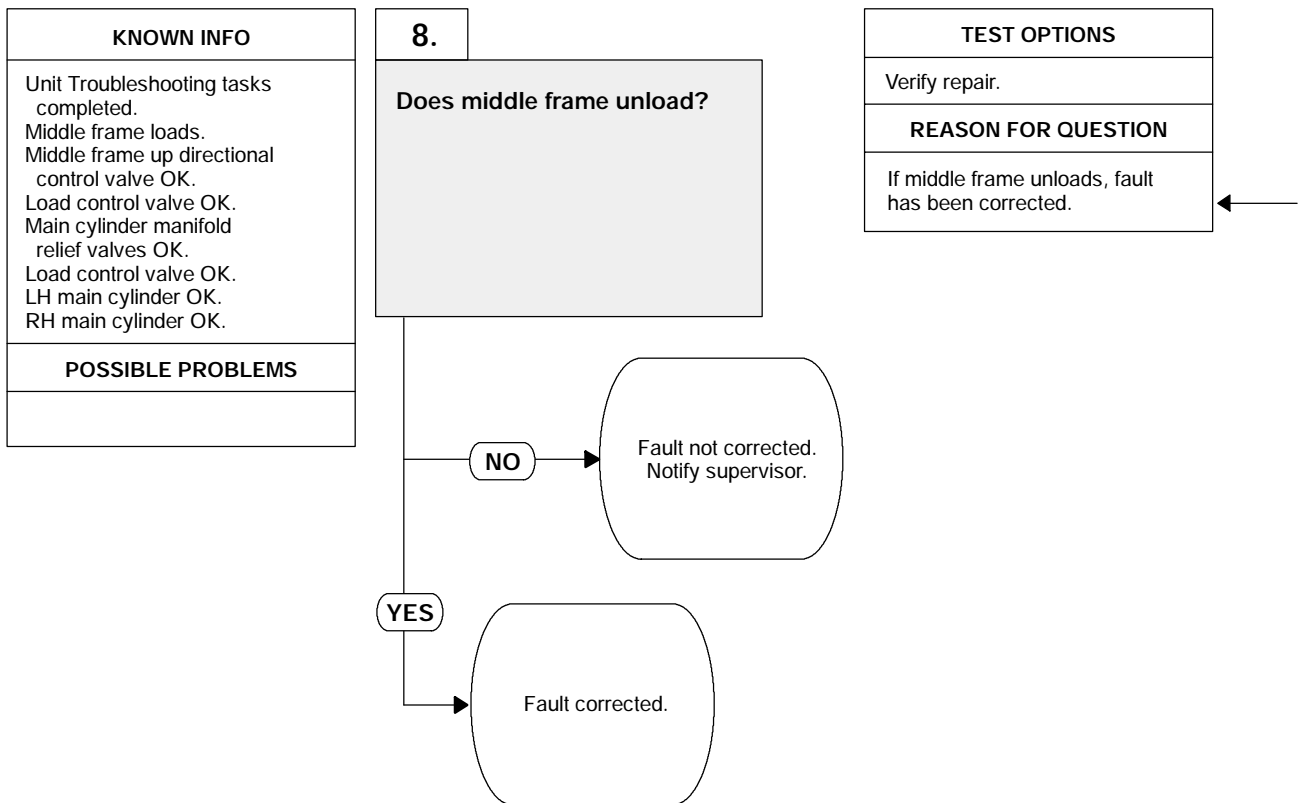 KNOWN INFO
Unit Troubleshooting tasks
completed.
Middle frame loads.
Middle frame up directional
control valve OK.
Load control valve OK.
Main cylinder manifold
relief valves OK.
Load control valve OK.
LH main cylinder OK.
RH main cylinder OK.
POSSIBLE PROBLEMS
8.
Does middle frame unload?
TEST OPTIONS
Verify repair.
REASON FOR QUESTION
If middle frame unloads, fault
has been corrected.
NO
Fault not corrected.
Notify supervisor.
YES
Fault corrected.